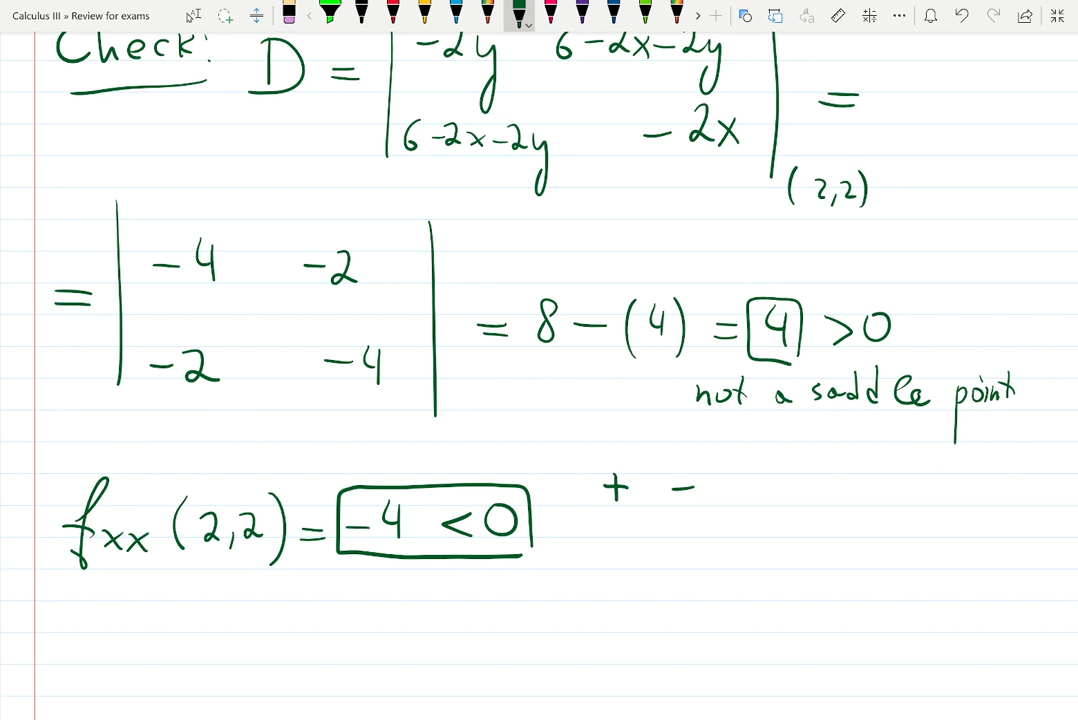 Calculus III » Review for exams
Check: D = | -2y 6-2x-2y |
| 6-2x-2y -2x | =
(2,2)
= | -4 -2 |
| -2 -4 | = 8 - (4) = 4 > 0
not a saddle point
fxx (2,2) = -4 < 0 + -